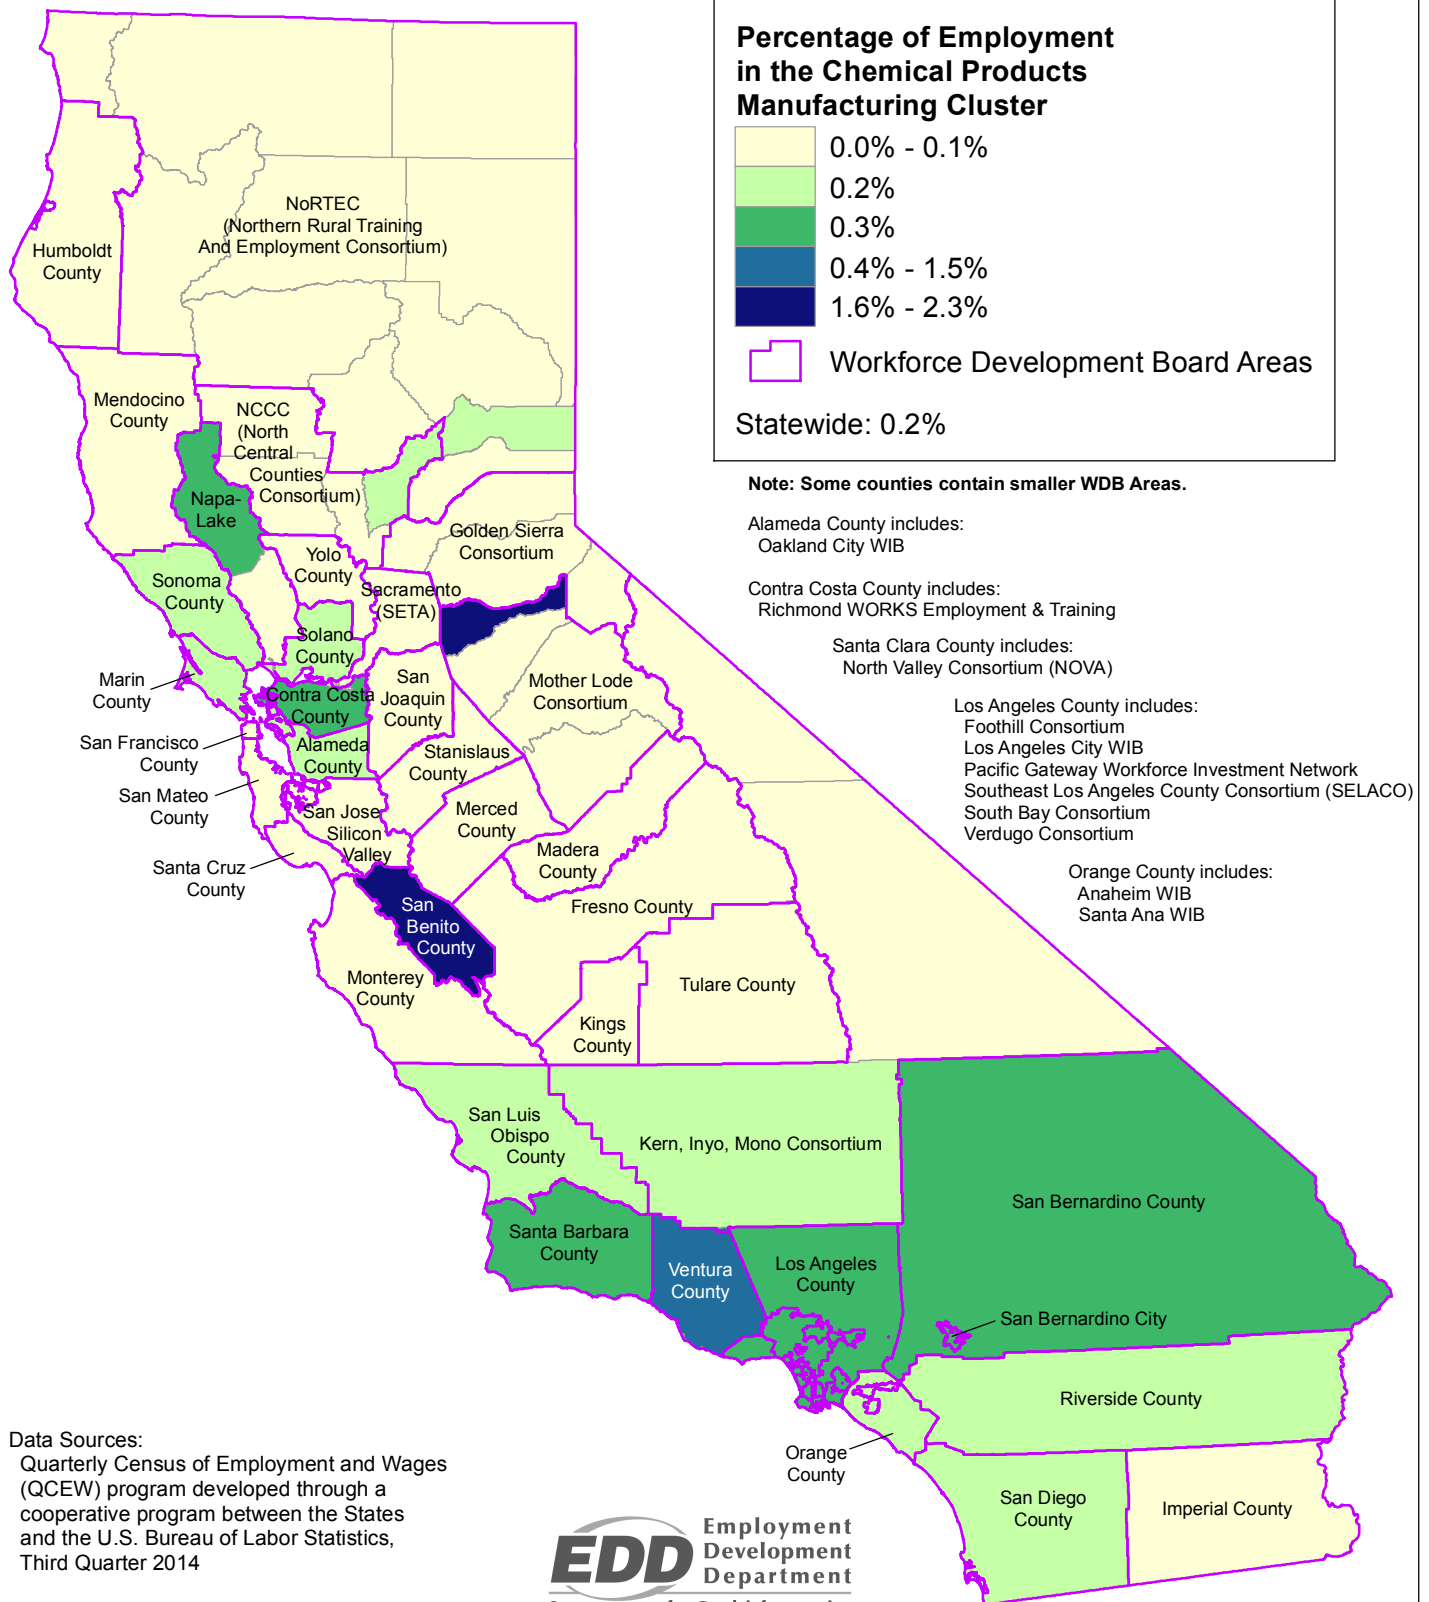 Percentage of Employment
in the Chemical Products
Manufacturing Cluster
0.0% - 0.1%
0.2%
0.3%
0.4% - 1.5%
1.6% - 2.3%
Workforce Development Board Areas
Statewide: 0.2%
Note: Some counties contain smaller WDB Areas.
Alameda County includes:
Oakland City WIB
Contra Costa County includes:
Richmond WORKS Employment & Training
Santa Clara County includes:
North Valley Consortium (NOVA)
Los Angeles County includes:
Foothill Consortium
Los Angeles City WIB
Pacific Gateway Workforce Investment Network
Southeast Los Angeles County Consortium (SELACO)
South Bay Consortium
Verdugo Consortium
Orange County includes:
Anaheim WIB
Santa Ana WIB
NoRTEC
(Northern Rural Training
And Employment Consortium)
Humboldt
County
Mendocino
County
NCCC
(North
Central
Counties
Consortium)
Napa-
Lake
Golden Sierra
Consortium
Yolo
County
Sonoma
County
Sacramento
(SETA)
Solano
County
Marin
County
Contra Costa
County
San
Joaquin
County
Mother Lode
Consortium
San Francisco
County
Alameda
County
Stanislaus
County
San Mateo
County
San Jose
Silicon
Valley
Merced
County
Santa Cruz
County
Madera
County
San
Benito
County
Fresno County
Monterey
County
Tulare County
Kings
County
San Luis
Obispo
County
Kern, Inyo, Mono Consortium
San Bernardino County
Santa Barbara
County
Ventura
County
Los Angeles
County
San Bernardino City
Riverside County
Orange
County
San Diego
County
Imperial County
Data Sources:
Quarterly Census of Employment and Wages
(QCEW) program developed through a
cooperative program between the States
and the U.S. Bureau of Labor Statistics,
Third Quarter 2014
EDD
Employment
Development
Department